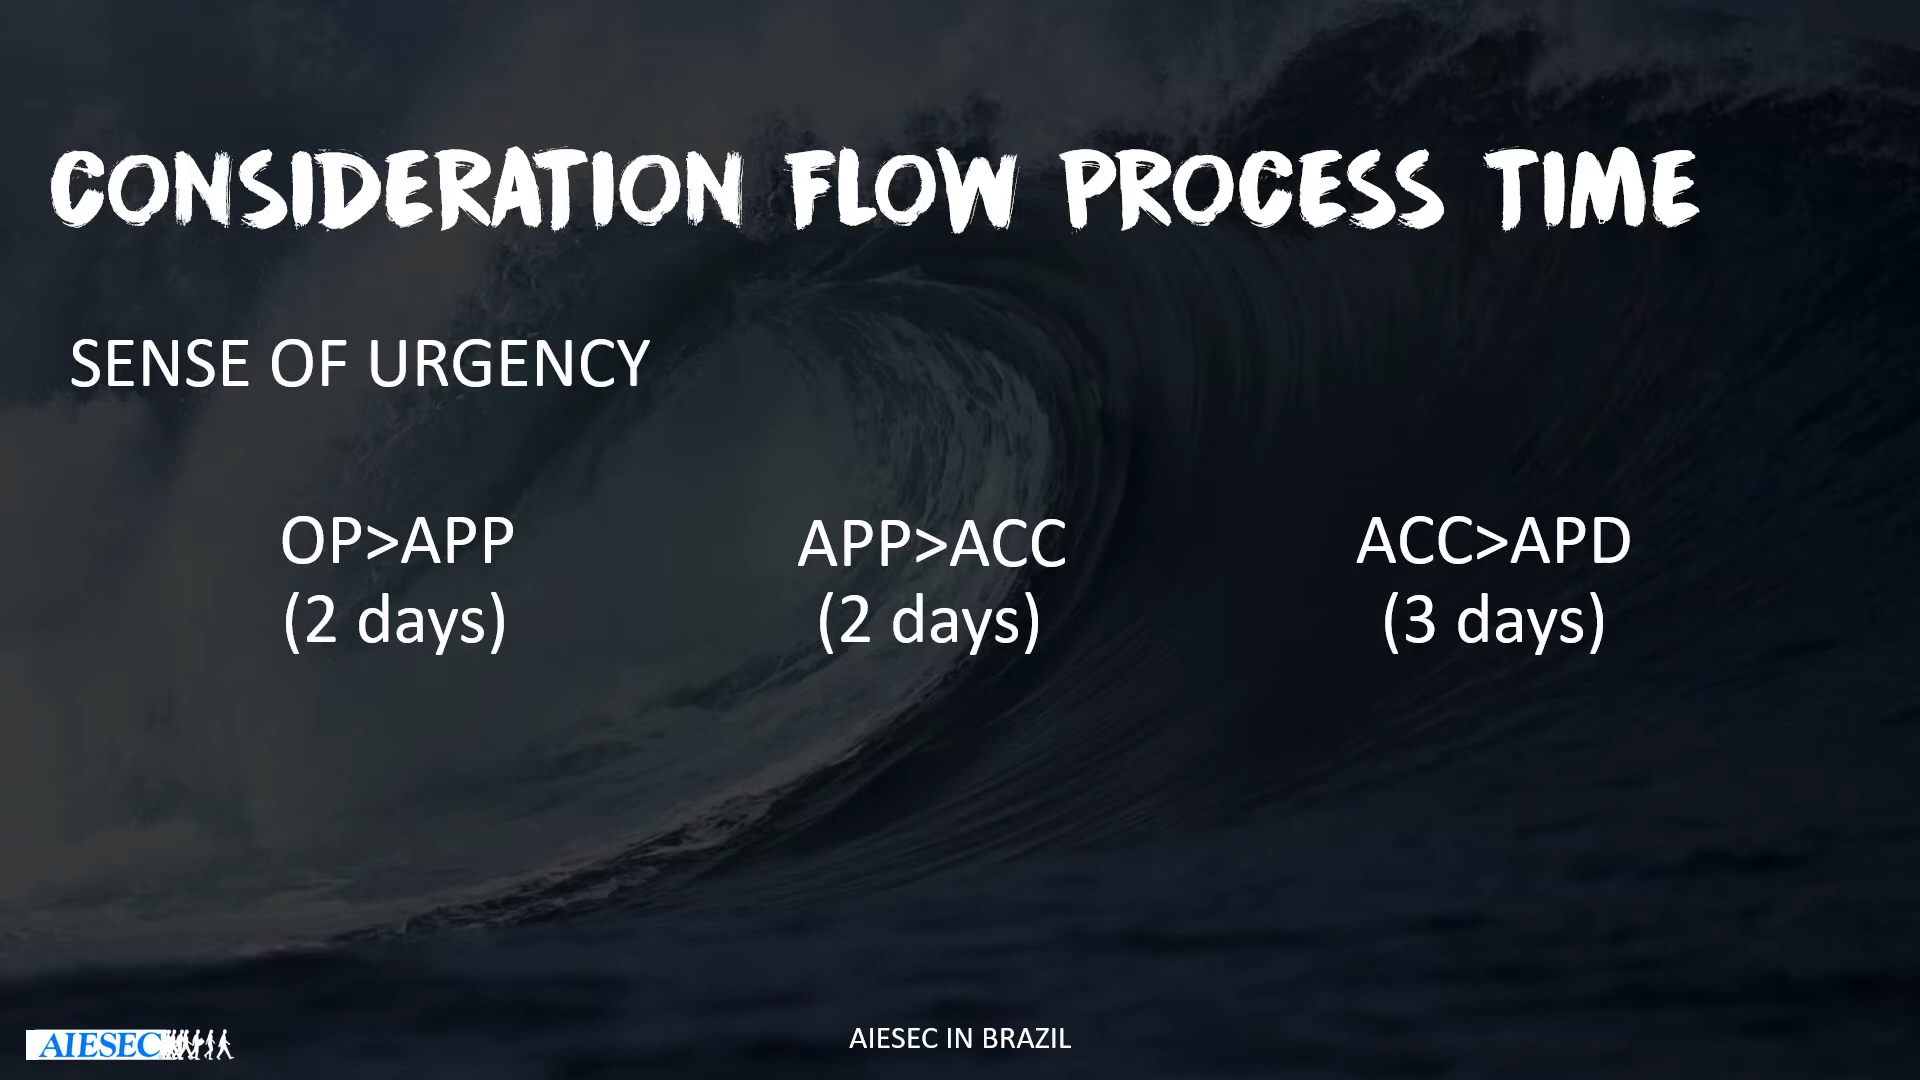 CONSIDERATION FLOW PROCESS TIME
SENSE OF URGENCY
OP>APP
(2 days)
APP>ACC
(2 days)
ACC>APD
(3 days)
AIESEC
AIESEC IN BRAZIL